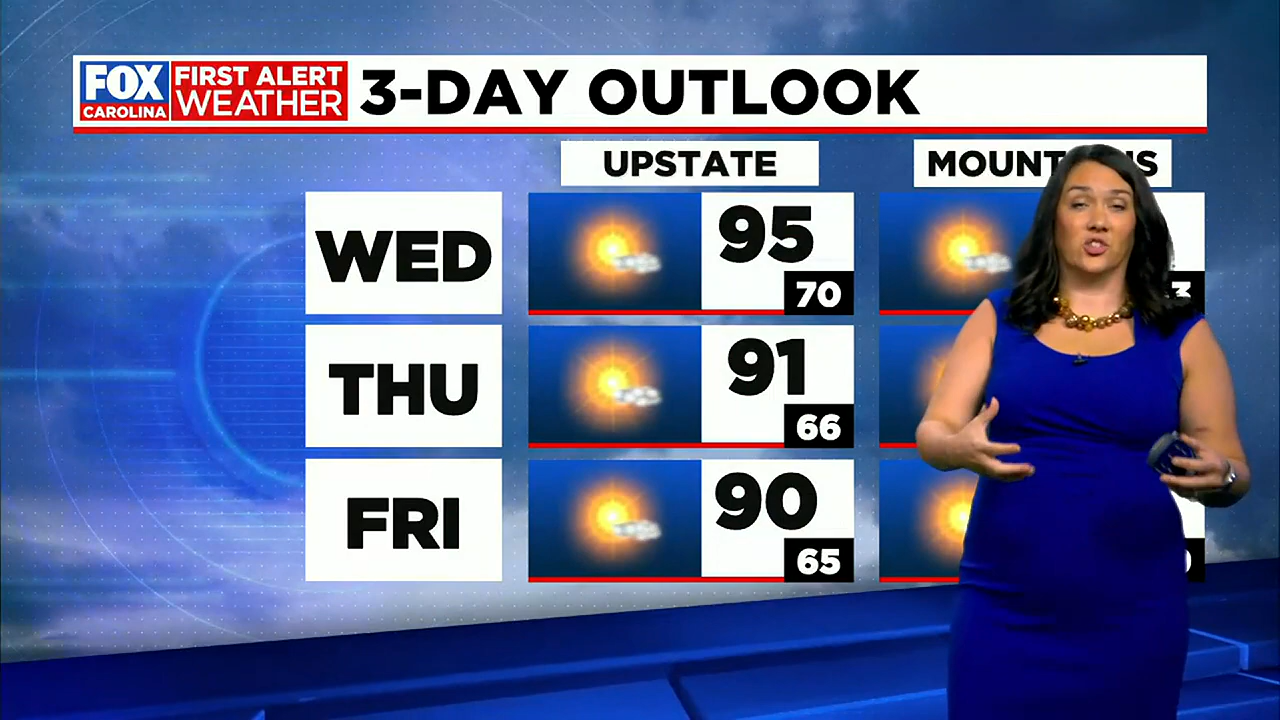 FOX
CAROLINA
FIRST ALERT
WEATHER
3-DAY OUTLOOK
UPSTATE
WED
95
70
THU
91
66
FRI
90
65